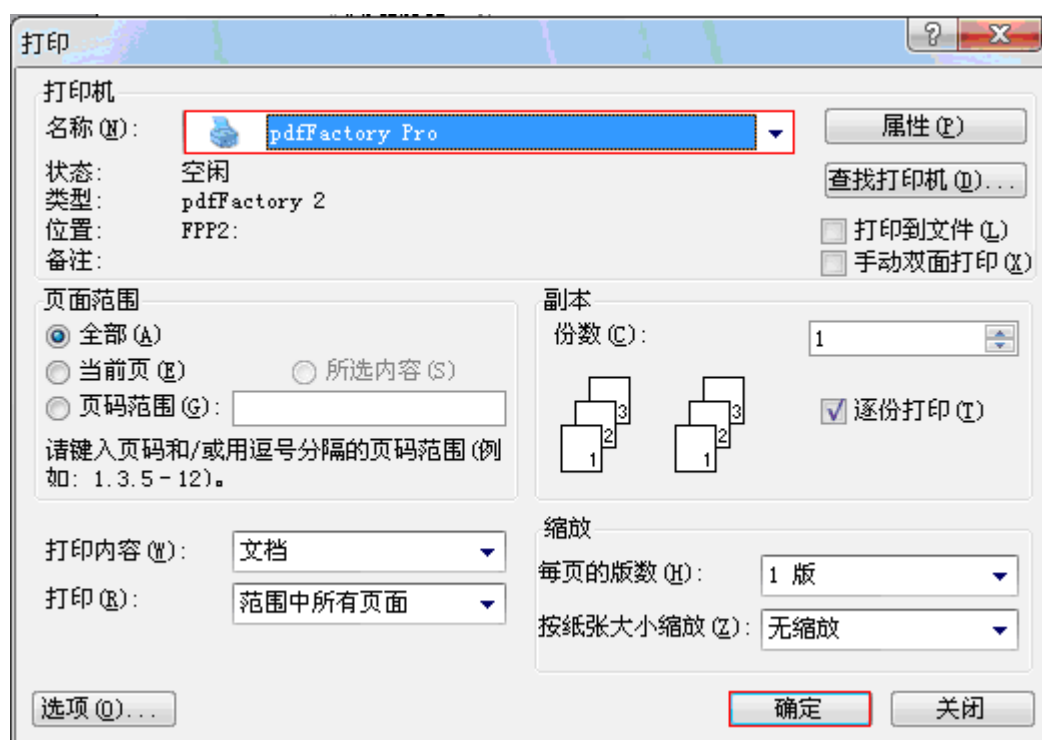 打印
打印机
名称(N): pdfFactory Pro 属性(P)
状态: 空闲 查找打印机(D)...
类型: pdfFactory 2
位置: FPP2: 打印到文件(L)
备注: 手动双面打印(X)
页面范围
全部(A)
当前页(E) 所选内容(S)
页码范围(G):
请键入页码和/或用逗号分隔的页码范围(例
如: 1.3.5-12)。
副本
份数(C): 1
3 3
2 2
1 1
逐份打印(T)
打印内容(W): 文档
打印(R): 范围中所有页面
缩放
每页的版数(H): 1 版
按纸张大小缩放(Z): 无缩放
选项(O)... 确定 关闭